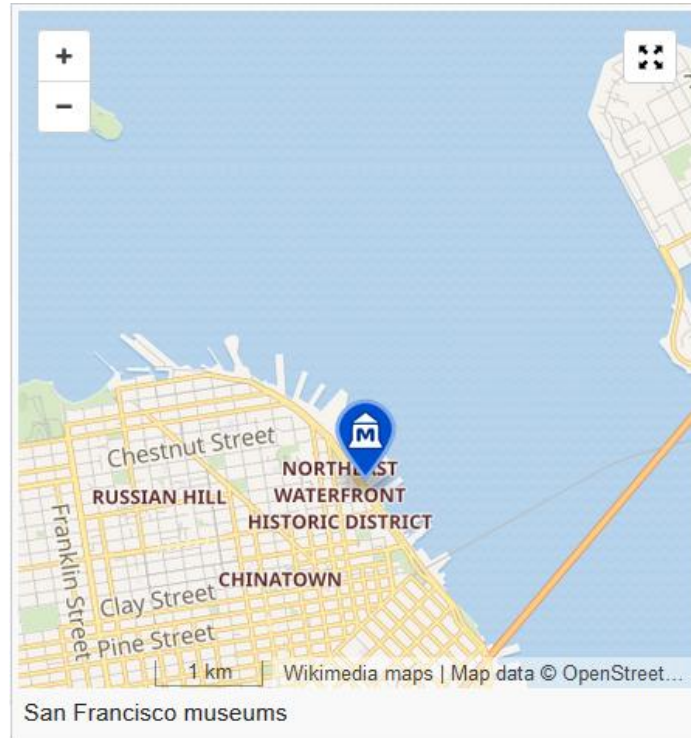 +
−
M
Chestnut Street
NORTHEAST
WATERFRONT
HISTORIC DISTRICT
RUSSIAN HILL
Franklin Street
CHINATOWN
Clay Street
Pine Street
1 km
Wikimedia maps | Map data © OpenStreet...
San Francisco museums